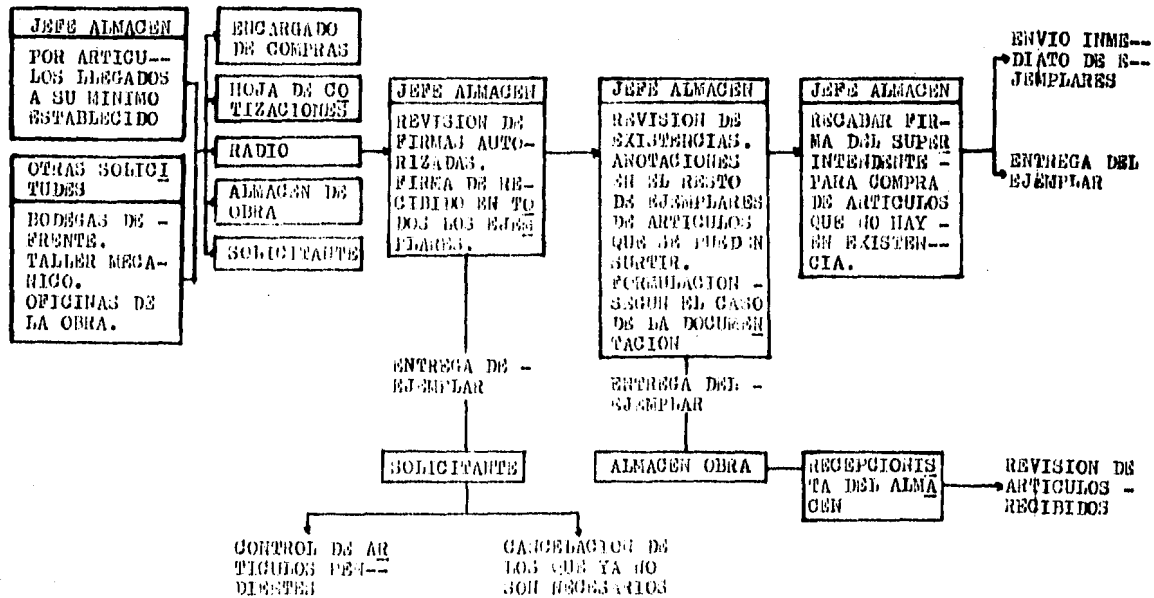 JEFE ALMACEN
POR ARTICU--
LOS LLEGADOS
A SU MINIMO
ESTABLECIDO
OTRAS SOLICI
TUDES
BODEGAS DE -
FRENTE.
TALLER MECA-
NICO.
OFICINAS DE
LA OBRA.
ENCARGADO
DE COMPRAS
HOJA DE CO
TIZACIONES
RADIO
ALMACEN DE
OBRA
SOLICITANTE
JEFE ALMACEN
REVISION DE
FIRMAS AUTO-
RIZADAS.
FIRMA DE RE-
CIBIDO EN TO
DOS LOS EJEM
PLARES.
ENTREGA DE -
EJEMPLAR
SOLICITANTE
CONTROL DE AR
TICULOS PEN--
DIENTES
CANCELACION DE
LOS QUE YA NO
SON NECESARIOS
JEFE ALMACEN
REVISION DE
EXISTENCIAS.
ANOTACIONES
EN EL RESTO
DE EJEMPLARES
DE ARTICULOS
QUE SE PUEDEN
SURTIR.
FORMULACION -
SEGUN EL CASO
DE LA DOCUMEN
TACION
ENTREGA DEL -
EJEMPLAR
ALMACEN OBRA
RECEPCIONIS
TA DEL ALMA
CEN
REVISION DE
ARTICULOS -
RECIBIDOS
JEFE ALMACEN
RECABAR FIR-
MA DEL SUPER
INTENDENTE -
PARA COMPRA
DE ARTICULOS
QUE NO HAY -
EN EXISTEN--
CIA.
ENVIO INME--
DIATO DE E--
JEMPLARES
ENTREGA DEL
EJEMPLAR